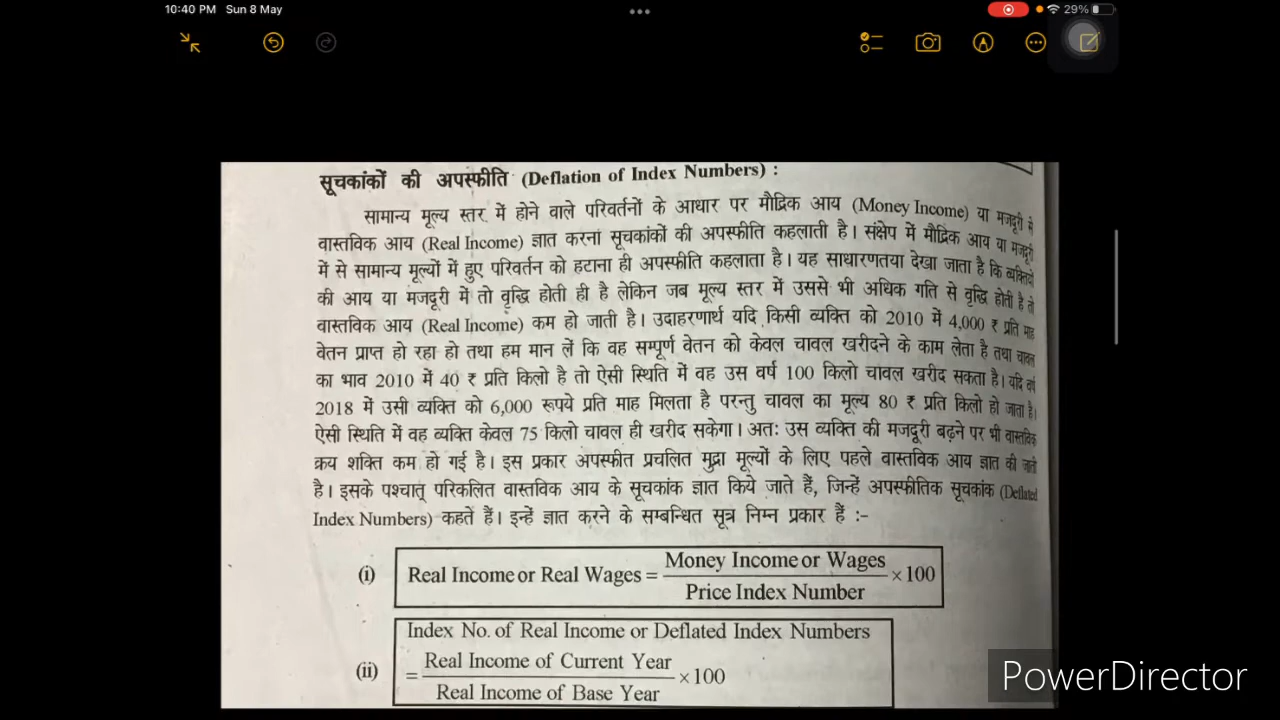 10:40 PM Sun 8 May
29%
सूचकांकों की अपस्फीति (Deflation of Index Numbers) :
सामान्य मूल्य स्तर में होने वाले परिवर्तनों के आधार पर मौद्रिक आय (Money Income) या मजदूरी से
वास्तविक आय (Real Income) ज्ञात करना सूचकांकों की अपस्फीति कहलाती है। संक्षेप में मौद्रिक आय या मजदूरी
में से सामान्य मूल्यों में हुए परिवर्तन को हटाना ही अपस्फीति कहलाता है। यह साधारणतया देखा जाता है कि व्यक्तियों
की आय या मजदूरी में तो वृद्धि होती ही है लेकिन जब मूल्य स्तर में उससे भी अधिक गति से वृद्धि होती है तो
वास्तविक आय (Real Income) कम हो जाती है। उदाहरणार्थ यदि किसी व्यक्ति को 2010 में 4,000 ₹ प्रति माह
वेतन प्राप्त हो रहा हो तथा हम मान लें कि वह सम्पूर्ण वेतन को केवल चावल खरीदने के काम लेता है तथा चावल
का भाव 2010 में 40 ₹ प्रति किलो है तो ऐसी स्थिति में वह उस वर्ष 100 किलो चावल खरीद सकता है। यदि वर्ष
2018 में उसी व्यक्ति को 6,000 रूपये प्रति माह मिलता है परन्तु चावल का मूल्य 80 ₹ प्रति किलो हो जाता है।
ऐसी स्थिति में वह व्यक्ति केवल 75 किलो चावल ही खरीद सकेगा। अतः उस व्यक्ति की मजदूरी बढ़ने पर भी वास्तविक
क्रय शक्ति कम हो गई है। इस प्रकार अपस्फीत प्रचलित मुद्रा मूल्यों के लिए पहले वास्तविक आय ज्ञात की जाती
है। इसके पश्चात् परिकलित वास्तविक आय के सूचकांक ज्ञात किये जाते हैं, जिन्हें अपस्फीतिक सूचकांक (Deflated
Index Numbers) कहते हैं। इन्हें ज्ञात करने के सम्बन्धित सूत्र निम्न प्रकार हैं :-
(i) Real Income or Real Wages = Money Income or Wages / Price Index Number × 100
(ii) Index No. of Real Income or Deflated Index Numbers
= Real Income of Current Year / Real Income of Base Year × 100
PowerDirector